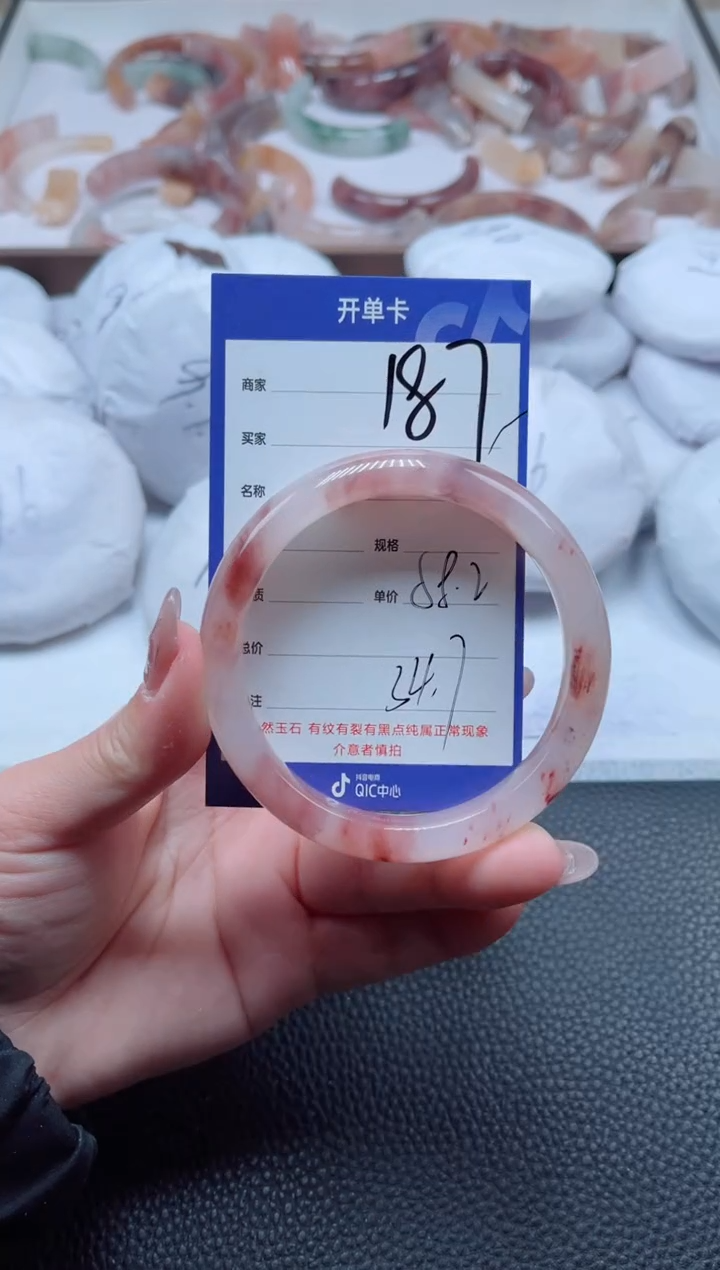 开单卡
商家 187
买家
名称
规格
质 单价 88.2
总价
注 34.7
然玉石 有纹有裂有黑点纯属正常现象
介意者慎拍
抖音电商
QIC中心